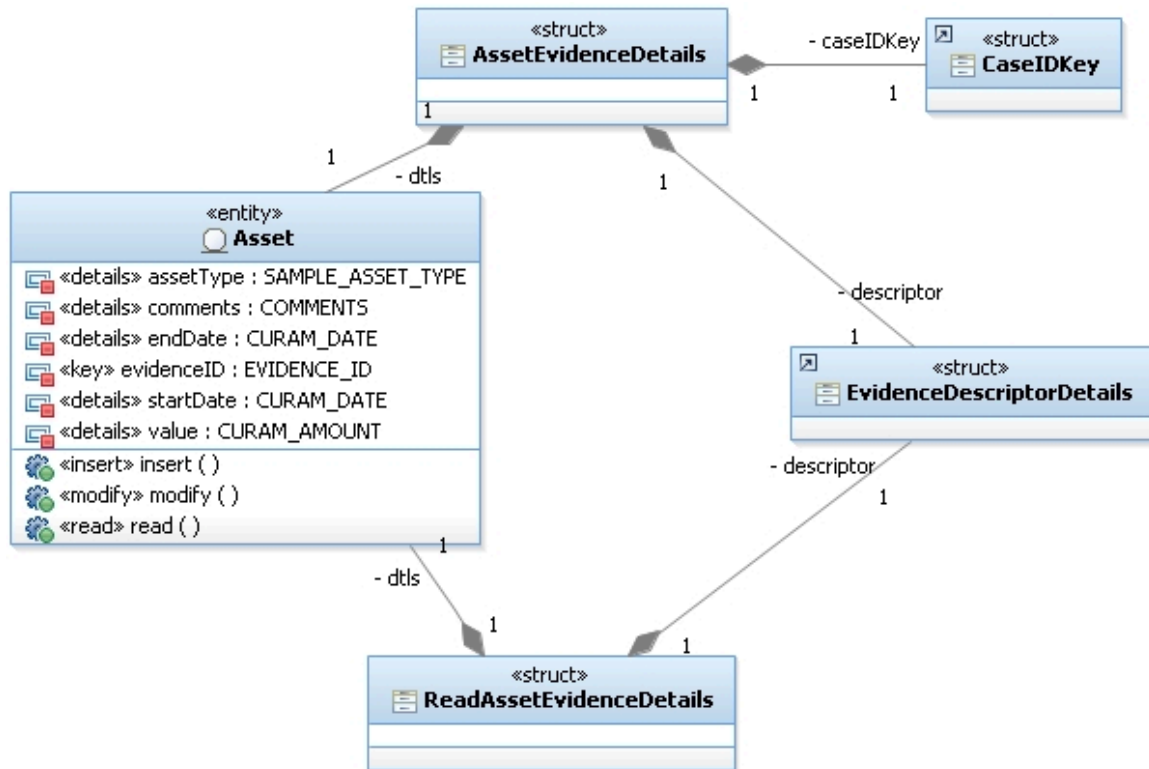 «struct»
AssetEvidenceDetails
- caseIDKey
«struct»
CaseIDKey
1
1
1
1
- dtls
1
«entity»
Asset
«details» assetType : SAMPLE_ASSET_TYPE
«details» comments : COMMENTS
«details» endDate : CURAM_DATE
«key» evidenceID : EVIDENCE_ID
«details» startDate : CURAM_DATE
«details» value : CURAM_AMOUNT
«insert» insert ( )
«modify» modify ( )
«read» read ( )
- descriptor
1
«struct»
EvidenceDescriptorDetails
- descriptor
1
1
- dtls
1
1
«struct»
ReadAssetEvidenceDetails